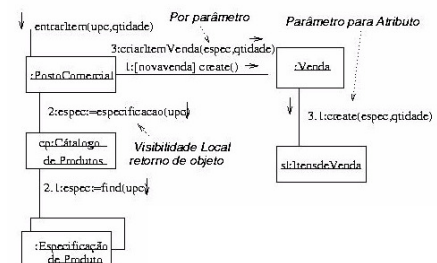 Por parâmetro
Parâmetro para Atributo
entrarItem(upc,qtidade)
3:criarItemVenda(espec,qtidade)
1:[novavenda] create()
:PostoComercial
:Venda
2:espec:=especificacao(upc)
3.1:create(espec,qtidade)
cp:Cátalogo
de Produtos
Visibilidade Local
retorno de objeto
sl:ItensdeVenda
2.1:espec:=find(upc)
:Especificação
de Produto